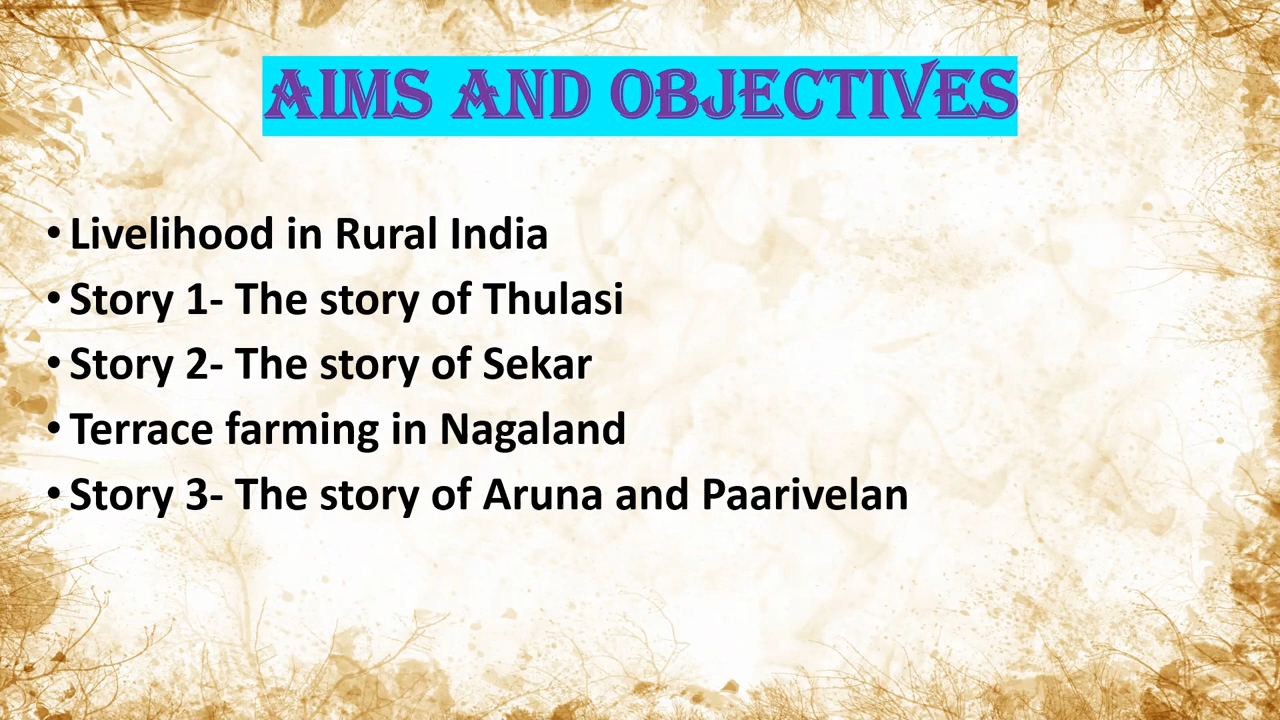 AIMS AND OBJECTIVES
• Livelihood in Rural India
• Story 1- The story of Thulasi
• Story 2- The story of Sekar
• Terrace farming in Nagaland
• Story 3- The story of Aruna and Paarivelan